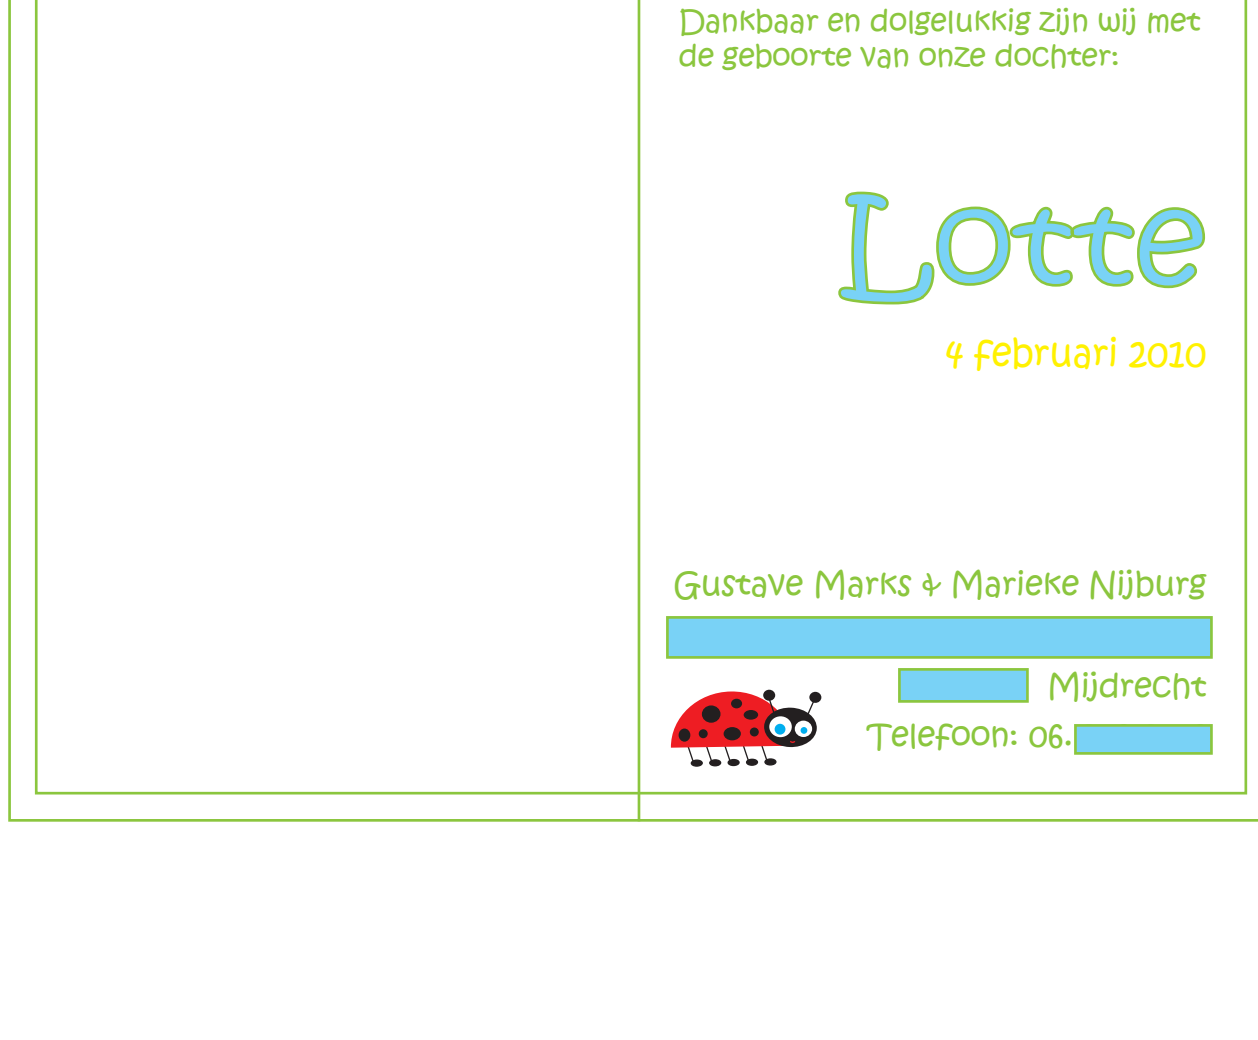 Dankbaar en dolgelukkig zijn wij met
de geboorte van onze dochter:
Lotte
4 februari 2010
Gustave Marks & Marieke Nijburg
Mijdrecht
Telefoon: 06.